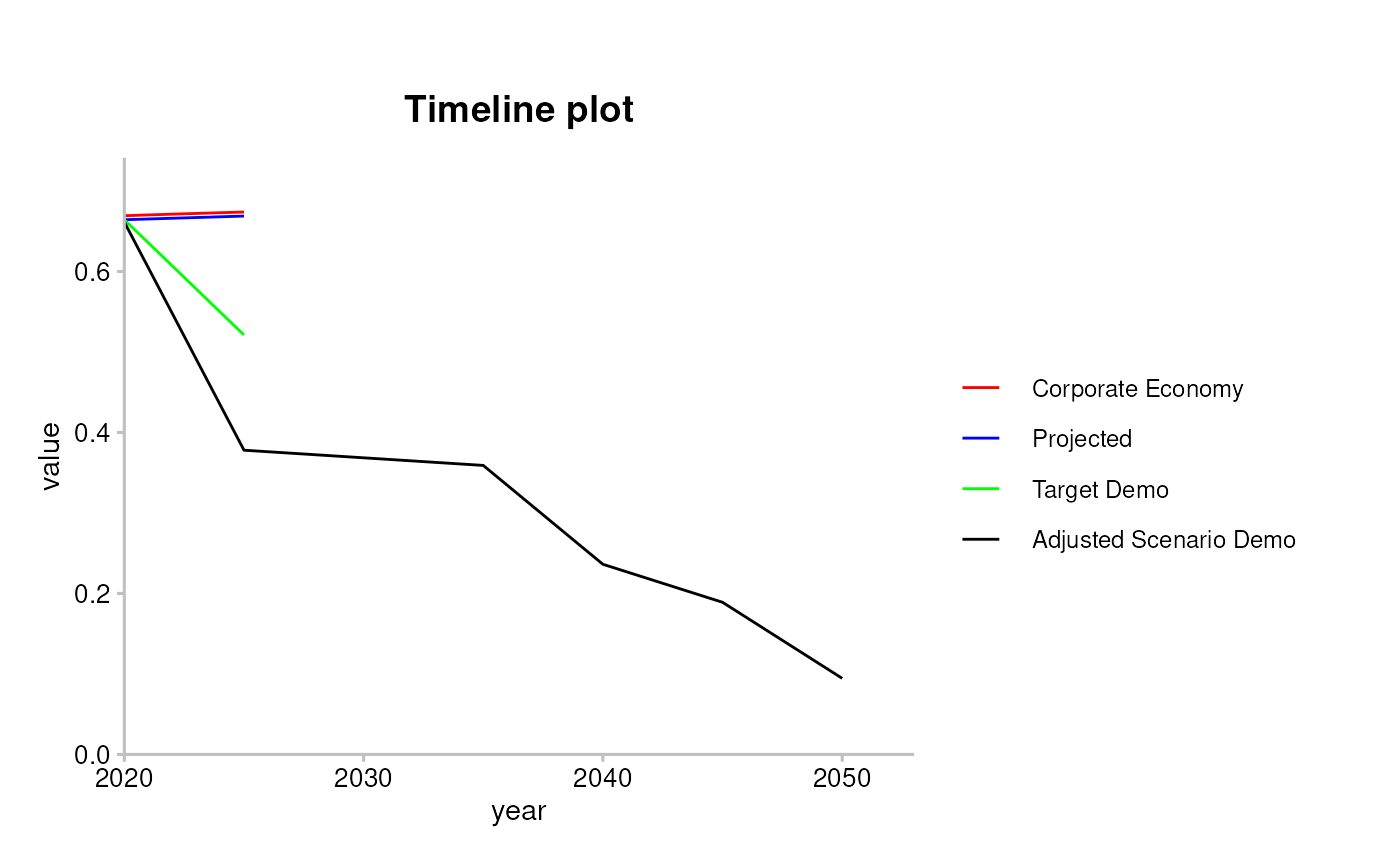 Timeline plot
value
0.6
0.4
0.2
0.0
2020 2030 2040 2050
year
Corporate Economy
Projected
Target Demo
Adjusted Scenario Demo